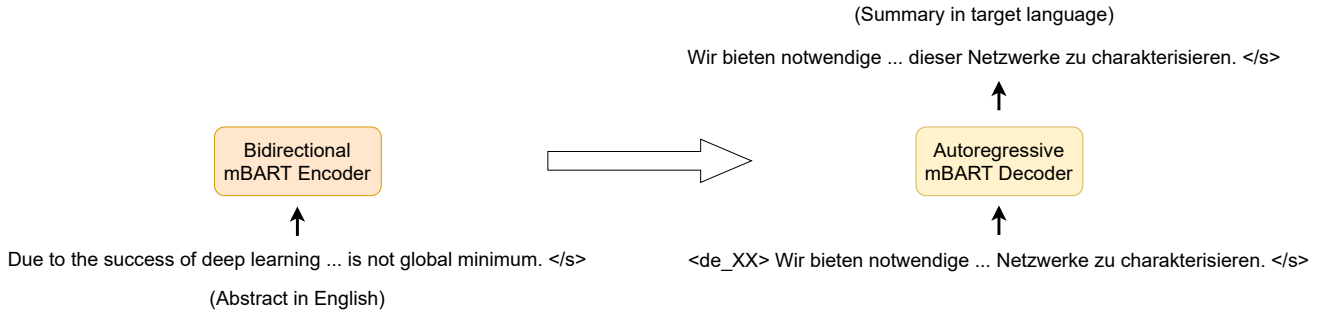 (Summary in target language)
Wir bieten notwendige ... dieser Netzwerke zu charakterisieren. </s>
Bidirectional
mBART Encoder
Autoregressive
mBART Decoder
Due to the success of deep learning ... is not global minimum. </s>
<de_XX> Wir bieten notwendige ... Netzwerke zu charakterisieren. </s>
(Abstract in English)